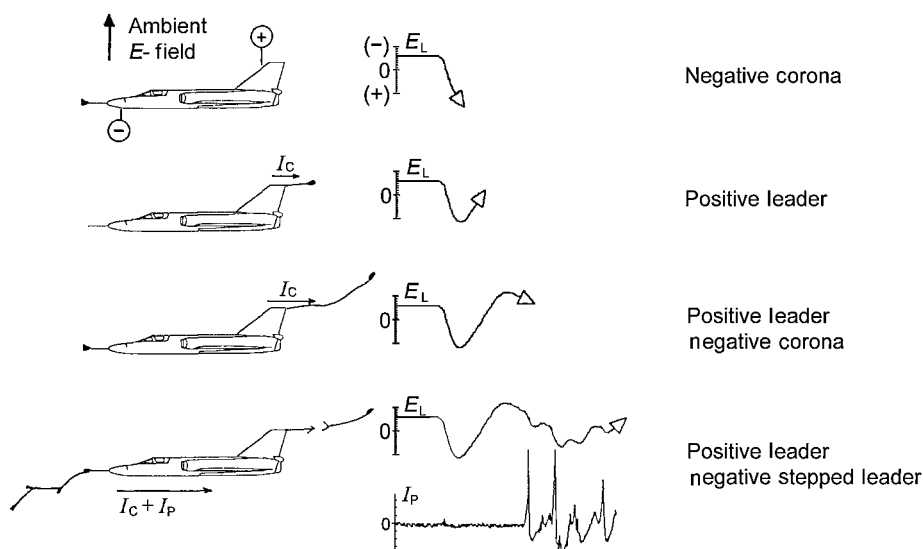 Ambient
E- field
+
−
(−)
E_L
0
(+)
Negative corona
I_C
E_L
0
Positive leader
I_C
E_L
0
Positive leader
negative corona
I_C + I_P
E_L
0
I_P
0
Positive leader
negative stepped leader